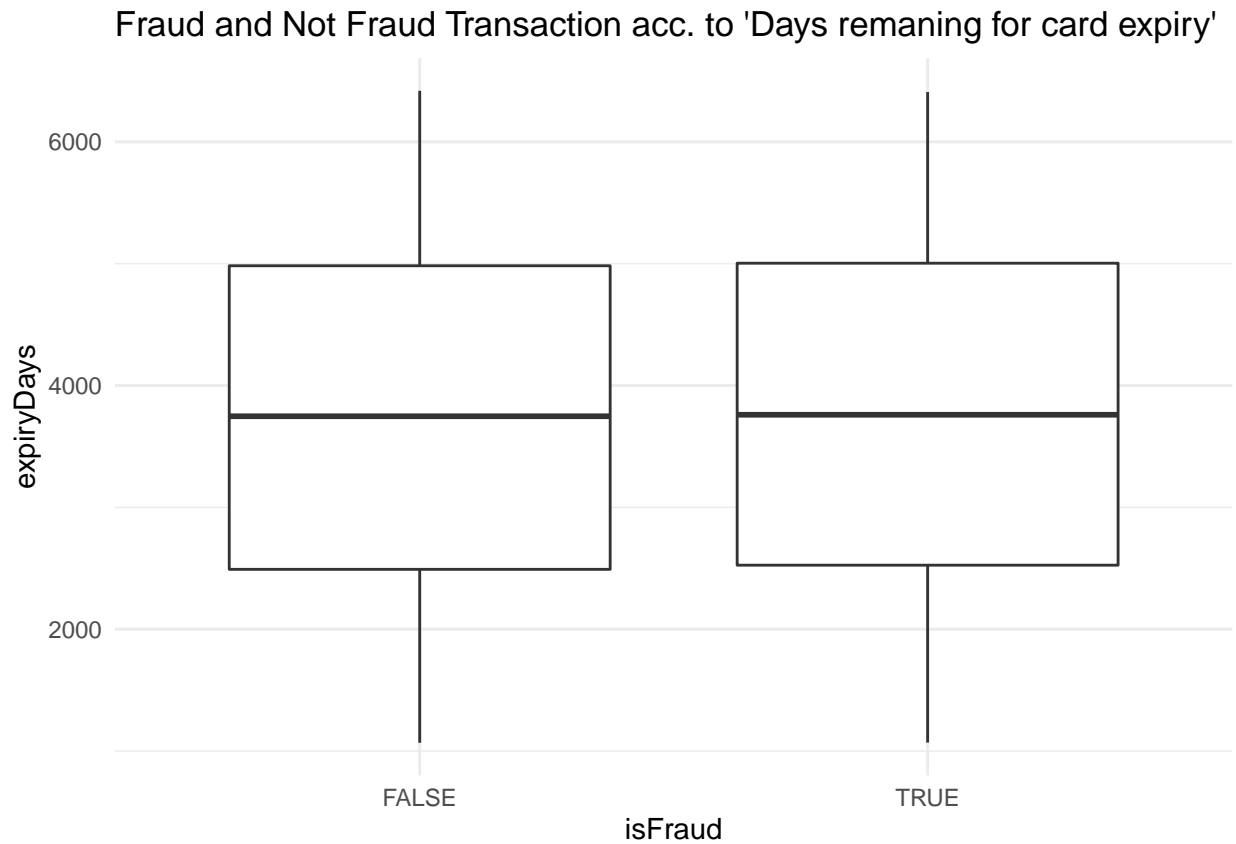 Fraud and Not Fraud Transaction acc. to 'Days remaning for card expiry'
6000
4000
2000
expiryDays
FALSE
TRUE
isFraud